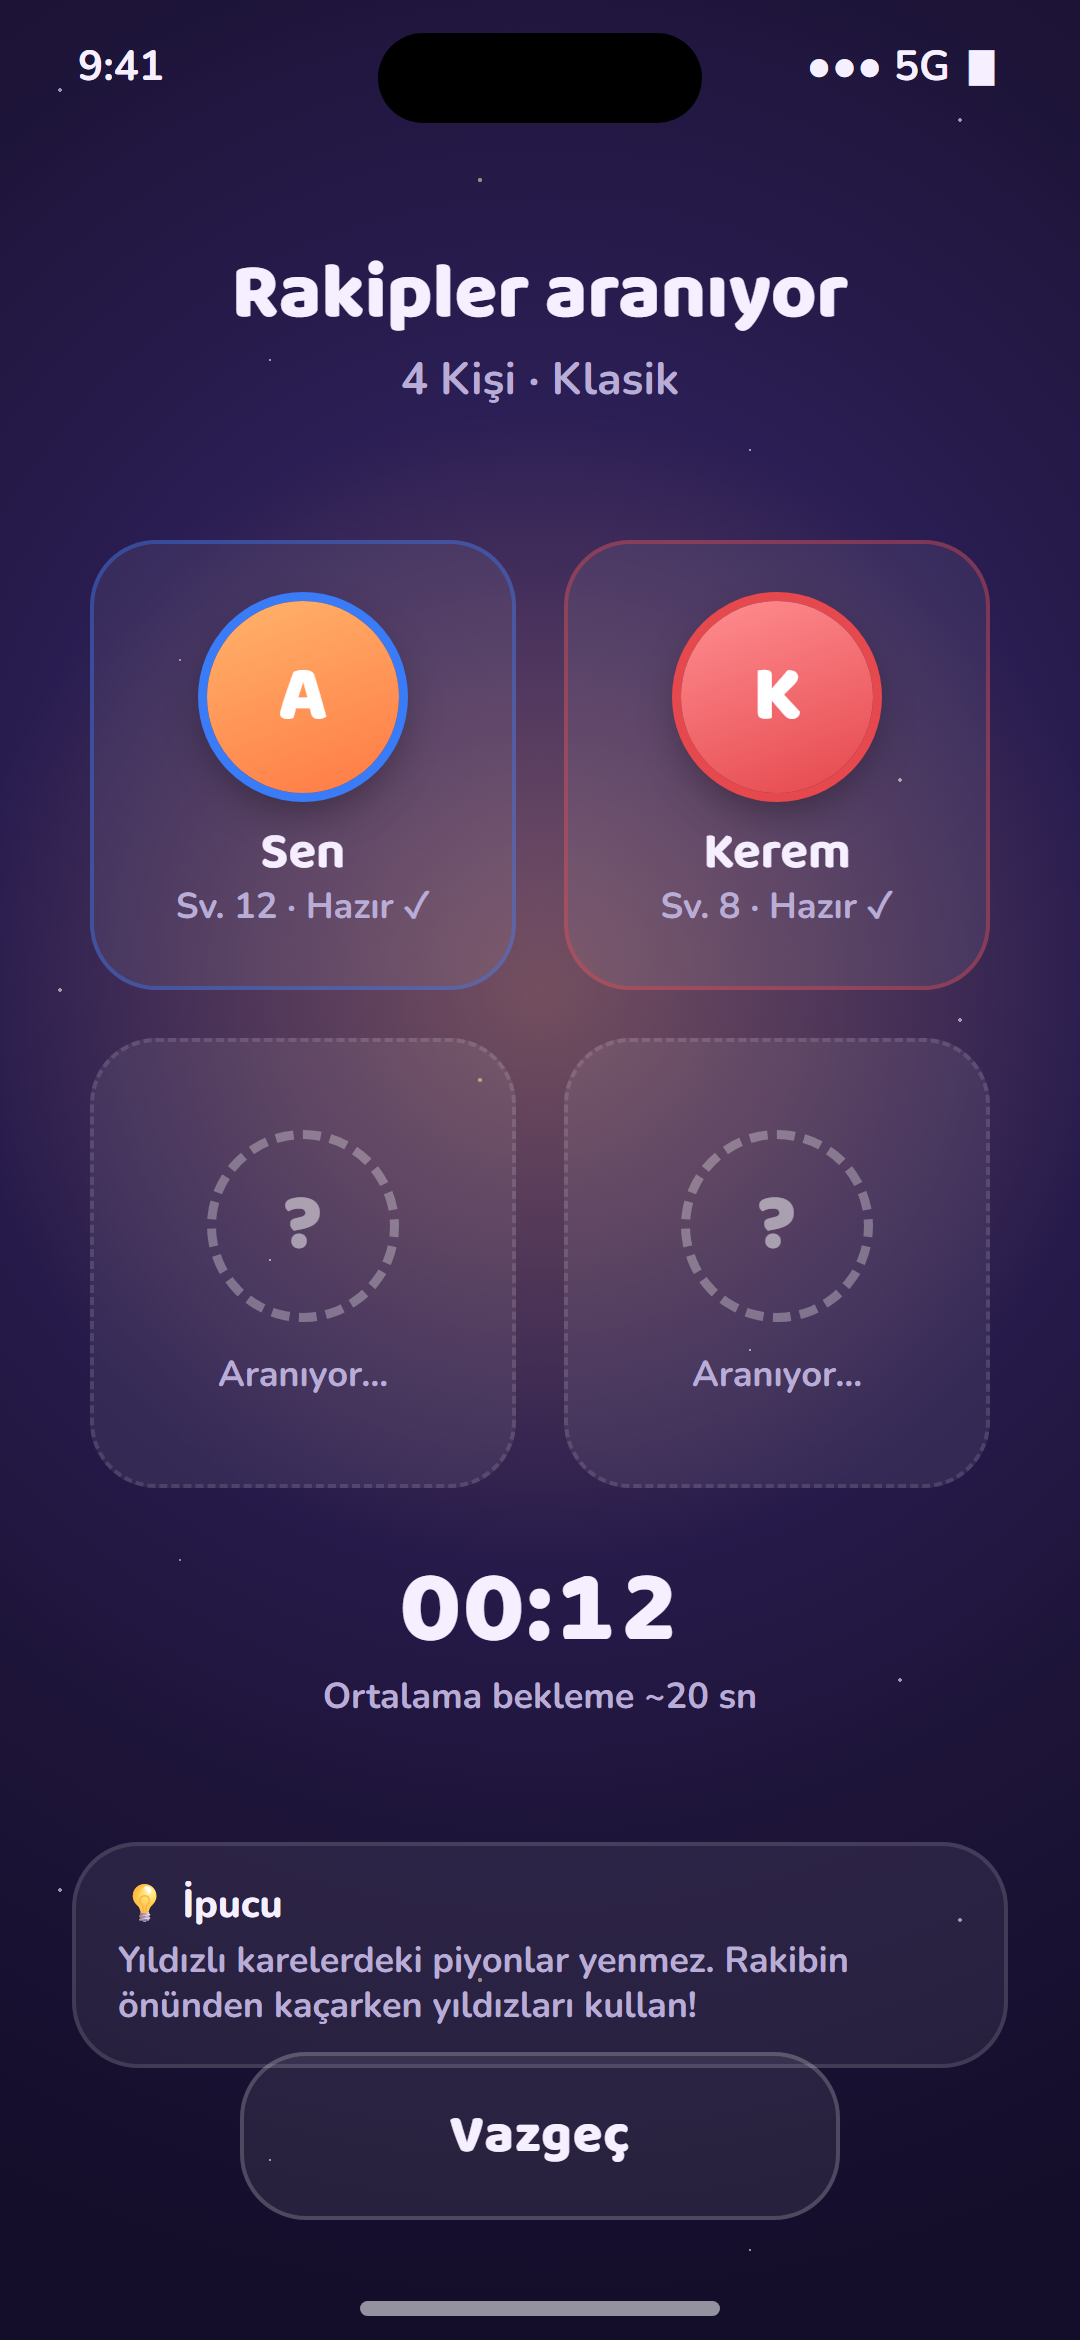 9:41
5G
Rakipler aranıyor
4 Kişi · Klasik
A
K
Sen
Kerem
Sv. 12 · Hazır ✓
Sv. 8 · Hazır ✓
?
?
Aranıyor...
Aranıyor...
00:12
Ortalama bekleme ~20 sn
💡 İpucu
Yıldızlı karelerdeki piyonlar yenmez. Rakibin
önünden kaçarken yıldızları kullan!
Vazgeç